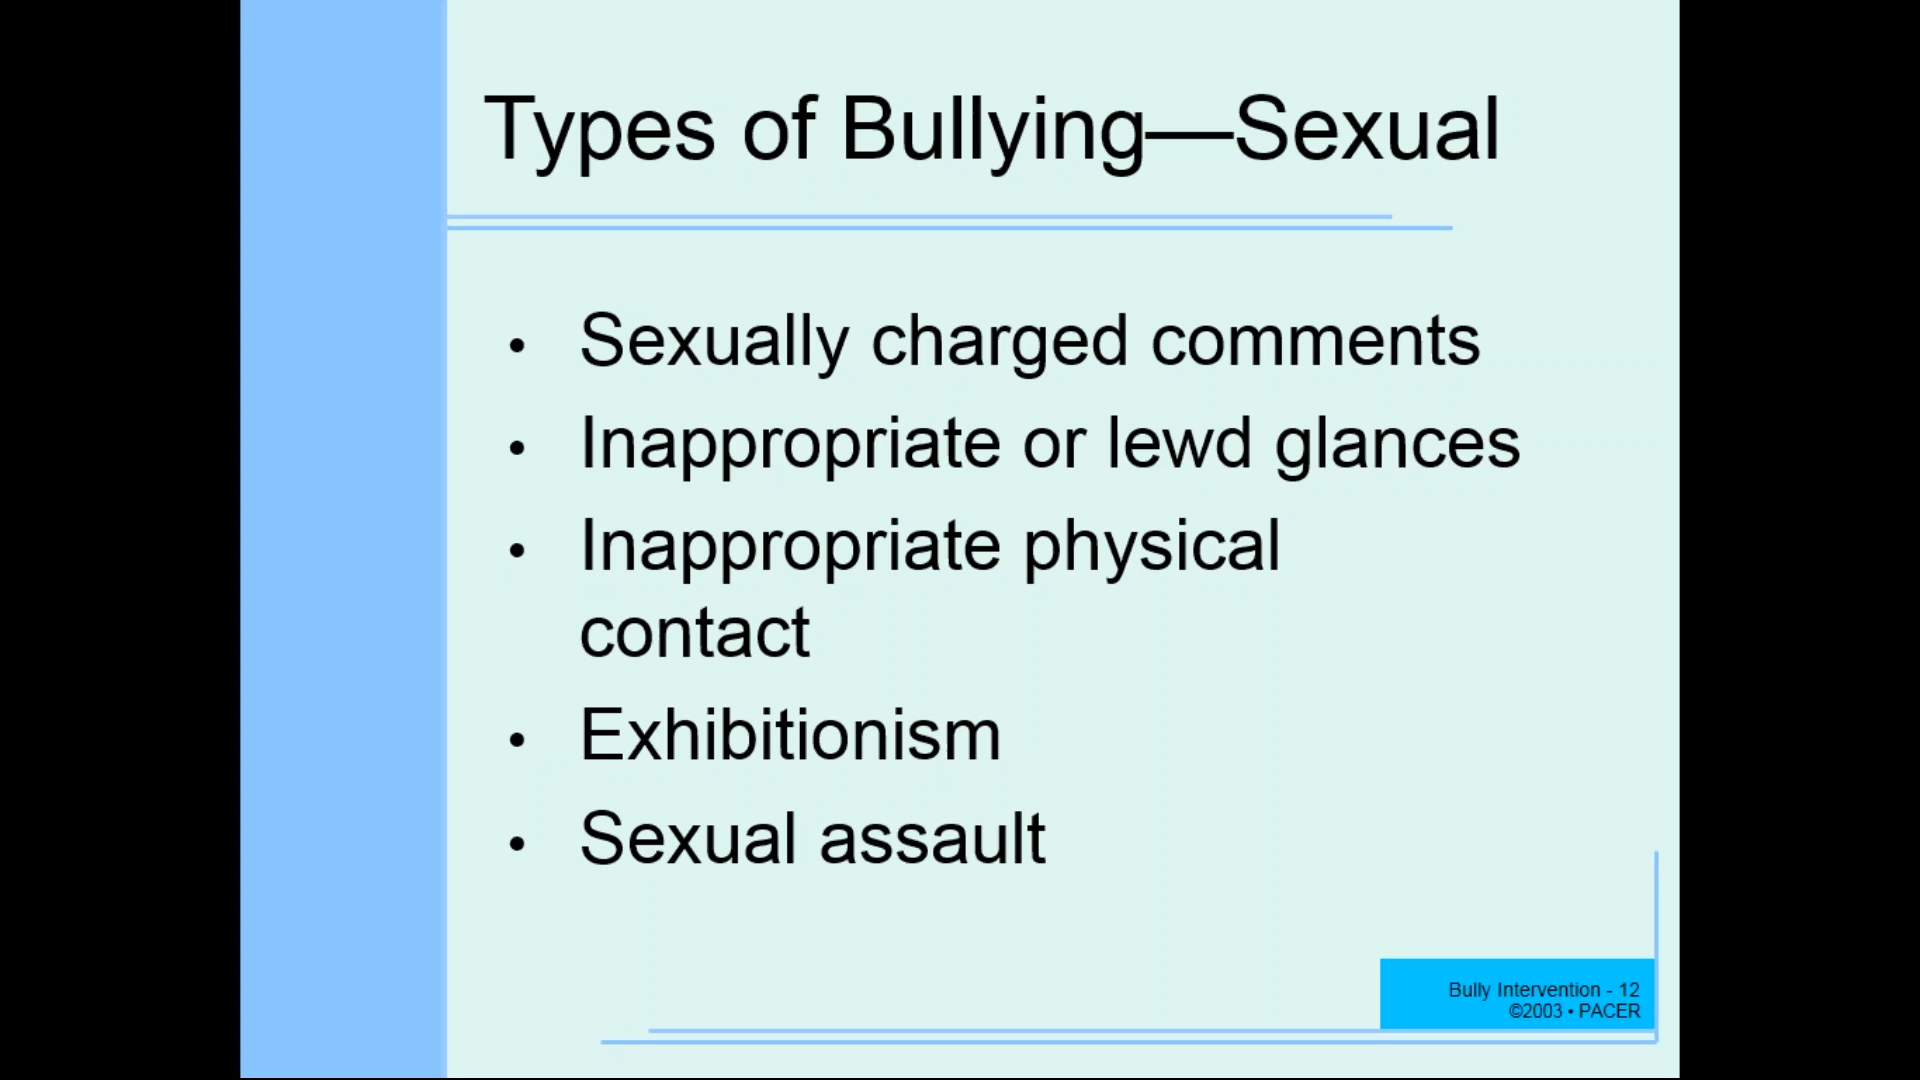 Types of Bullying—Sexual
• Sexually charged comments
• Inappropriate or lewd glances
• Inappropriate physical
contact
• Exhibitionism
• Sexual assault
Bully Intervention - 12
©2003 • PACER